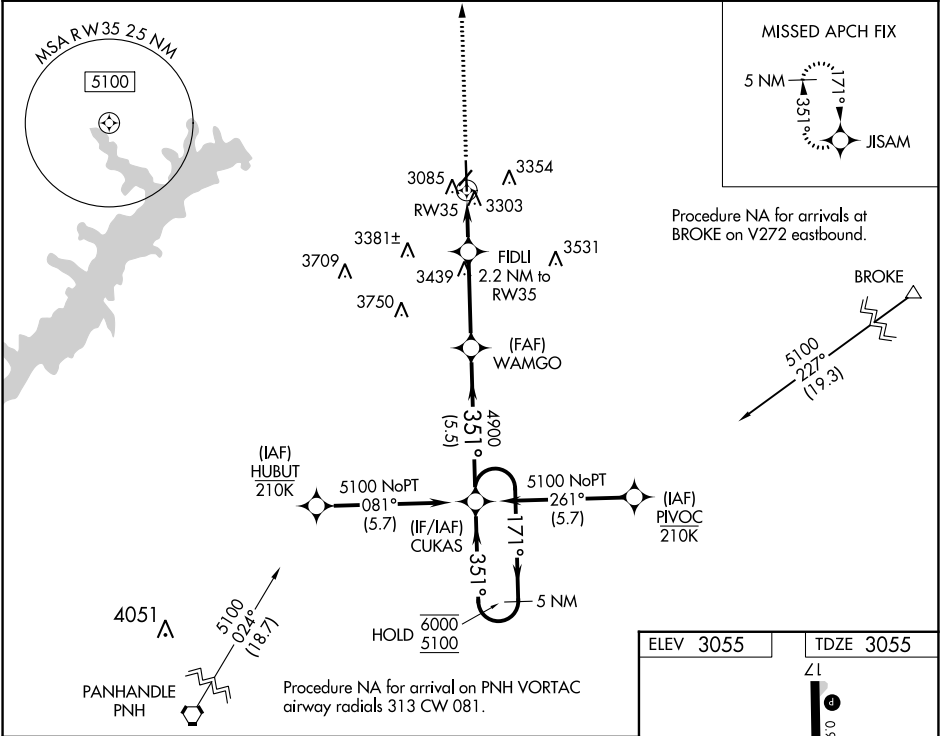 MSA RW35 25 NM
5100
MISSED APCH FIX
5 NM
351°
171°
JISAM
3085
3354
RW35
3303
3381±
3709
3439
FIDLI
2.2 NM to
RW35
3531
3750
Procedure NA for arrivals at
BROKE on V272 eastbound.
BROKE
5100
227°
(19.3)
(FAF)
WAMGO
4900
351°
(5.5)
(IAF)
HUBUT
210K
5100 NoPT
081°
(5.7)
(IF/IAF)
CUKAS
5100 NoPT
261°
(5.7)
(IAF)
PIVOC
210K
351°
171°
5 NM
HOLD
6000
5100
4051
5100
024°
(18.7)
PANHANDLE
PNH
Procedure NA for arrival on PNH VORTAC
airway radials 313 CW 081.
ELEV 3055
TDZE 3055
17
P